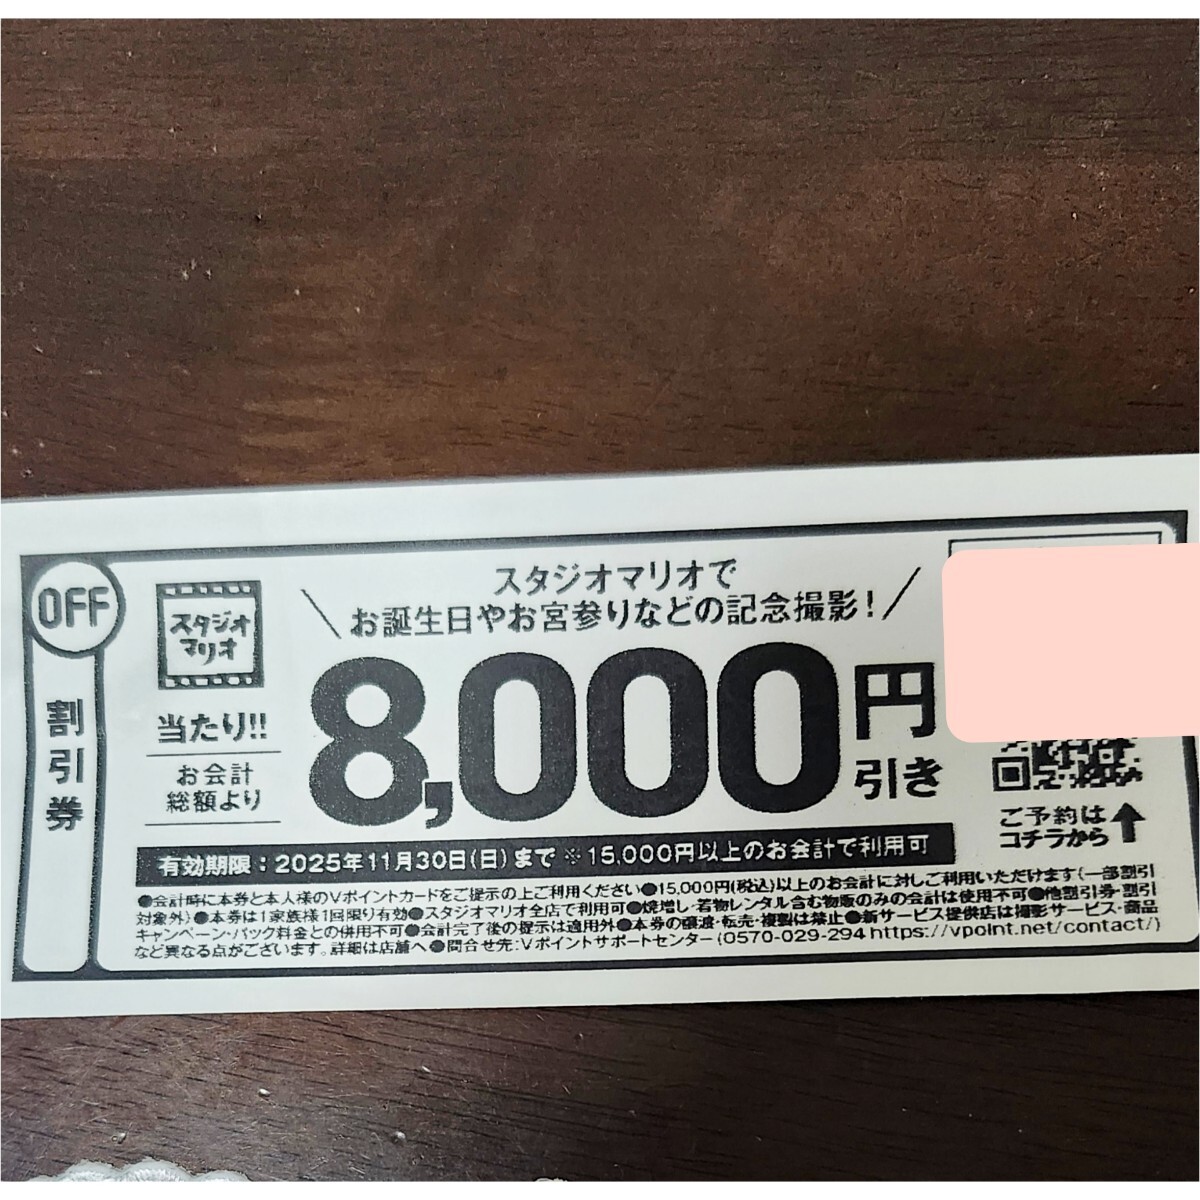 OFF
割引券
スタジオ
マリオ
当たり!!
お会計
総額より
スタジオマリオで
お誕生日やお宮参りなどの記念撮影!
8,000円
引き
ご予約は
コチラから
有効期限:2025年11月30日(日)まで ※15,000円以上のお会計で利用可
●会計時に本券と本人様のVポイントカードをご提示の上ご利用ください●15,000円(税込)以上のお会計に対しご利用いただけます(一部割引
対象外)●本券は1家族様1回限り有効●スタジオマリオ全店で利用可●焼増し・着物レンタル含む物販のみの会計は使用不可●他割引券・割引
キャンペーン・パック料金との併用不可●会計完了後の提示は適用外●本券の譲渡・転売・複製は禁止●新サービス提供店は撮影サービス・商品
など異なる点がございます。詳細は店舗へ●問合せ先:Vポイントサポートセンター(0570-029-294 https://vpoint.net/contact/)